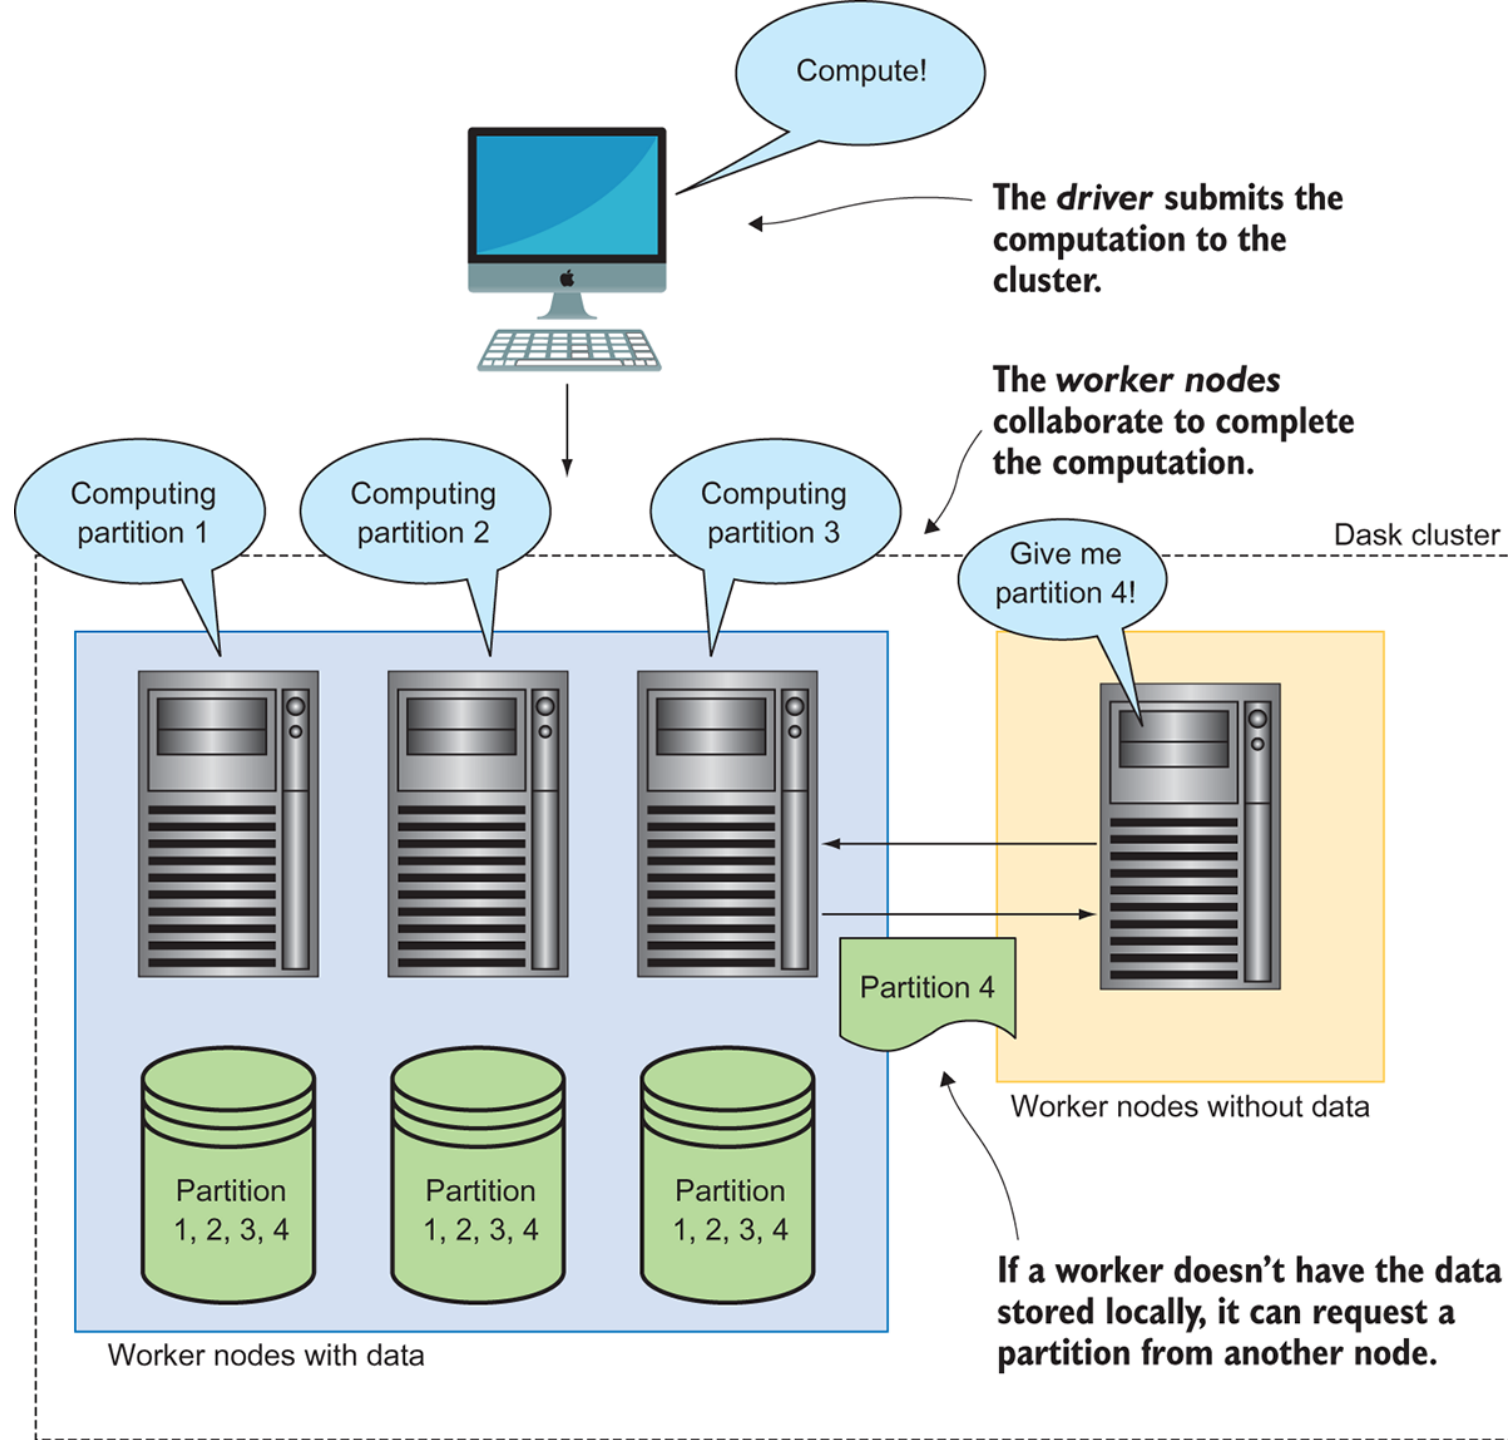 Compute!
The driver submits the
computation to the
cluster.
The worker nodes
collaborate to complete
the computation.
Computing
partition 1
Computing
partition 2
Computing
partition 3
Dask cluster
Give me
partition 4!
Partition 4
Worker nodes without data
Partition
1, 2, 3, 4
Partition
1, 2, 3, 4
Partition
1, 2, 3, 4
If a worker doesn't have the data
stored locally, it can request a
partition from another node.
Worker nodes with data